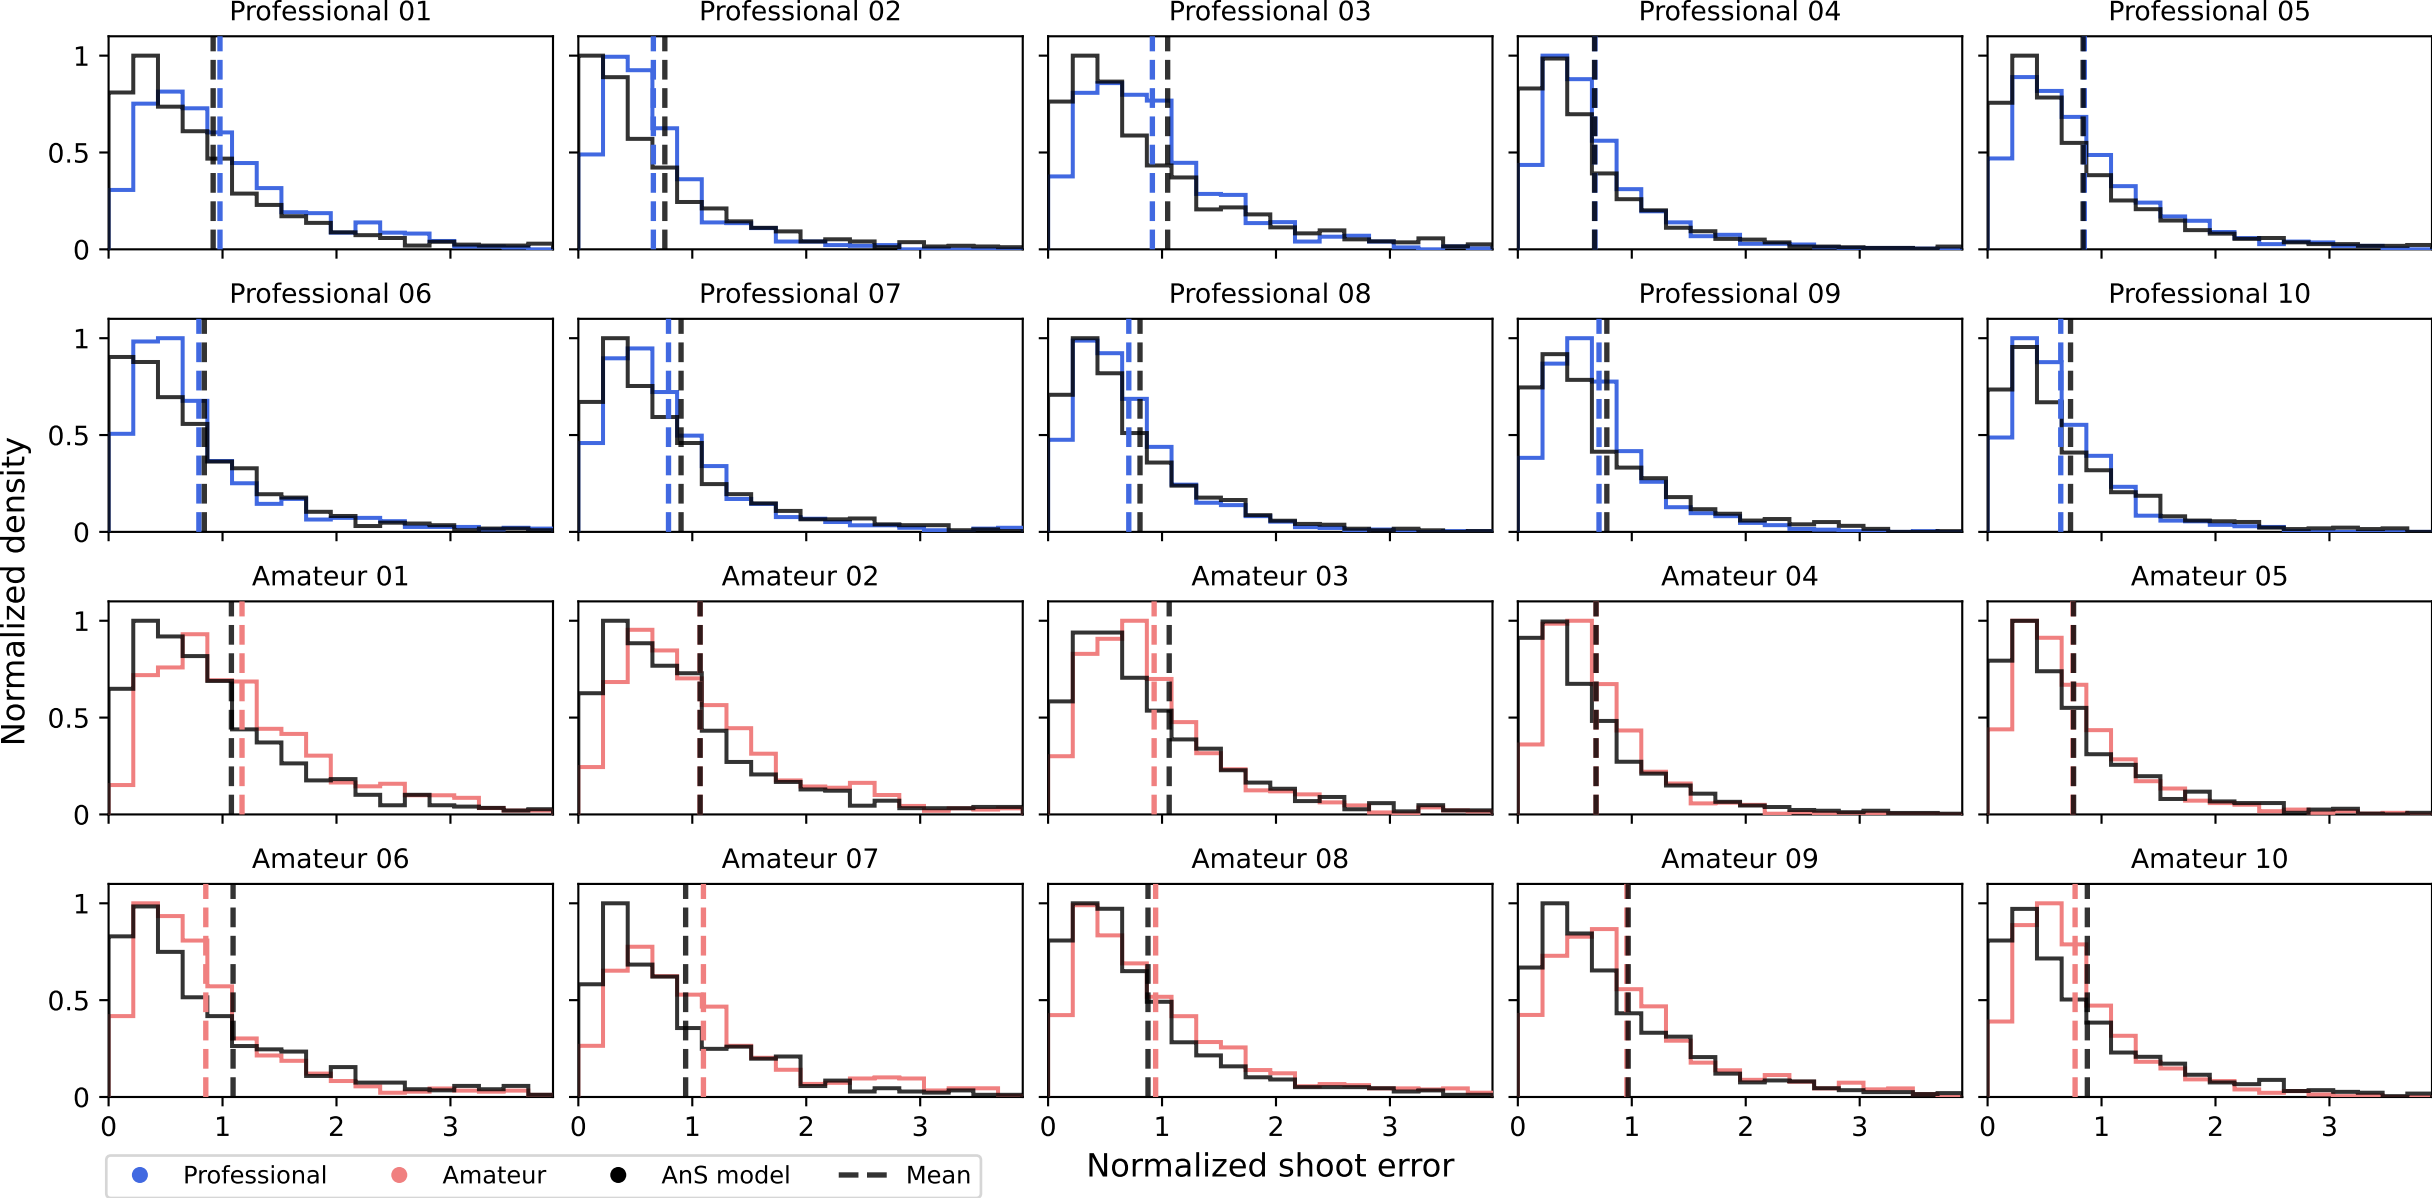 Professional 01
Professional 02
Professional 03
Professional 04
Professional 05
1
0.5
0
Professional 06
Professional 07
Professional 08
Professional 09
Professional 10
1
0.5
0
Normalized density
Amateur 01
Amateur 02
Amateur 03
Amateur 04
Amateur 05
1
0.5
0
Amateur 06
Amateur 07
Amateur 08
Amateur 09
Amateur 10
1
0.5
0
0 1 2 3
0 1 2 3
0 1 2 3
0 1 2 3
0 1 2 3
Normalized shoot error
Professional Amateur AnS model Mean